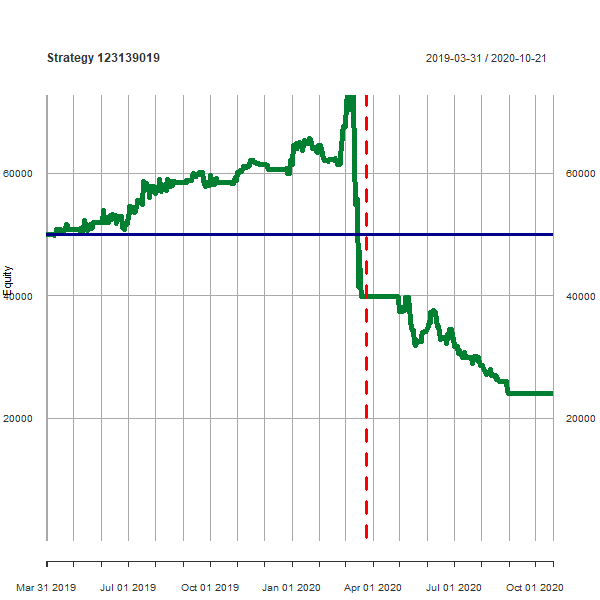 Strategy 123139019
2019-03-31 / 2020-10-21
60000
60000
Equity
40000
40000
20000
20000
Mar 31 2019
Jul 01 2019
Oct 01 2019
Jan 01 2020
Apr 01 2020
Jul 01 2020
Oct 01 2020